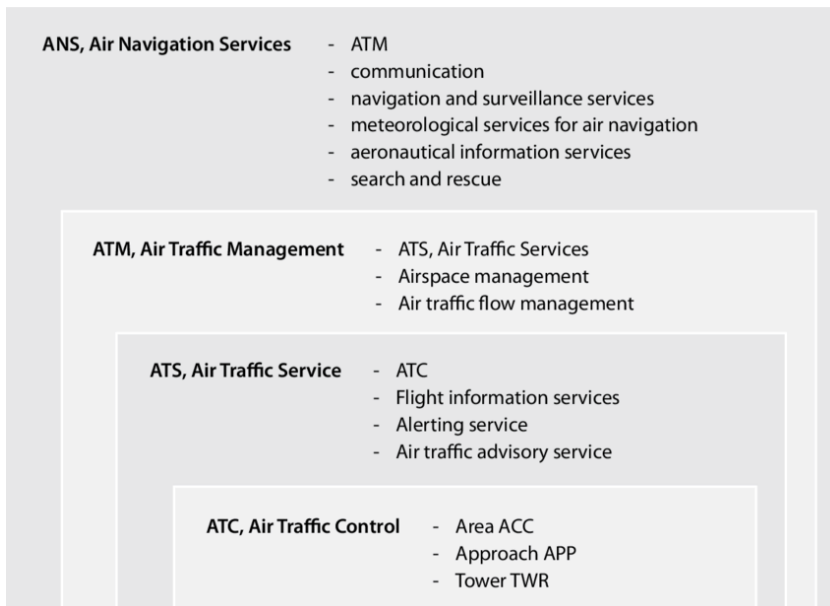 ANS, Air Navigation Services - ATM
- communication
- navigation and surveillance services
- meteorological services for air navigation
- aeronautical information services
- search and rescue
ATM, Air Traffic Management - ATS, Air Traffic Services
- Airspace management
- Air traffic flow management
ATS, Air Traffic Service - ATC
- Flight information services
- Alerting service
- Air traffic advisory service
ATC, Air Traffic Control - Area ACC
- Approach APP
- Tower TWR